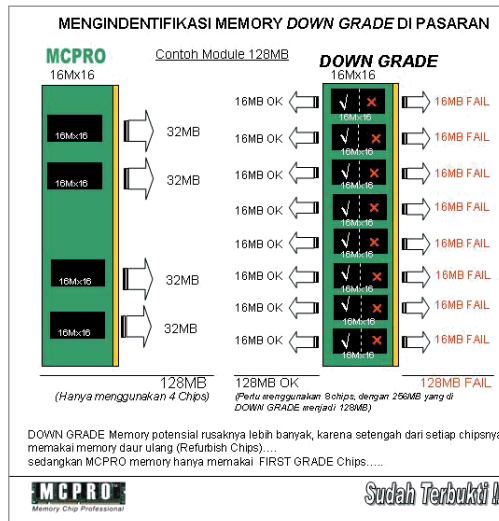 MENGINDENTIFIKASI MEMORY DOWN GRADE DI PASARAN
MCPRO
Contoh Module 128MB
DOWN GRADE
16Mx16
16Mx16
16Mx16
32MB
16Mx16
32MB
16Mx16
32MB
16Mx16
32MB
16MB OK
16Mx16
16MB FAIL
16MB OK
16Mx16
16MB FAIL
16MB OK
16Mx16
16MB FAIL
16MB OK
16Mx16
16MB FAIL
16MB OK
16Mx16
16MB FAIL
16MB OK
16Mx16
16MB FAIL
16MB OK
16Mx16
16MB FAIL
16MB OK
16Mx16
16MB FAIL
128MB
(Hanya menggunakan 4 Chips)
128MB OK
128MB FAIL
(Perlu menggunakan 8chips, dengan 256MB yang di
DOWN GRADE menjadi 128MB)
DOWN GRADE Memory potensial rusaknya lebih banyak, karena setengah dari setiap chipsnya
memakai memory daur ulang (Refurbish Chips)....
sedangkan MCPRO memory hanya memakai FIRST GRADE Chips.....
MCPRO
Memory Chip Professional
Sudah Terbukti